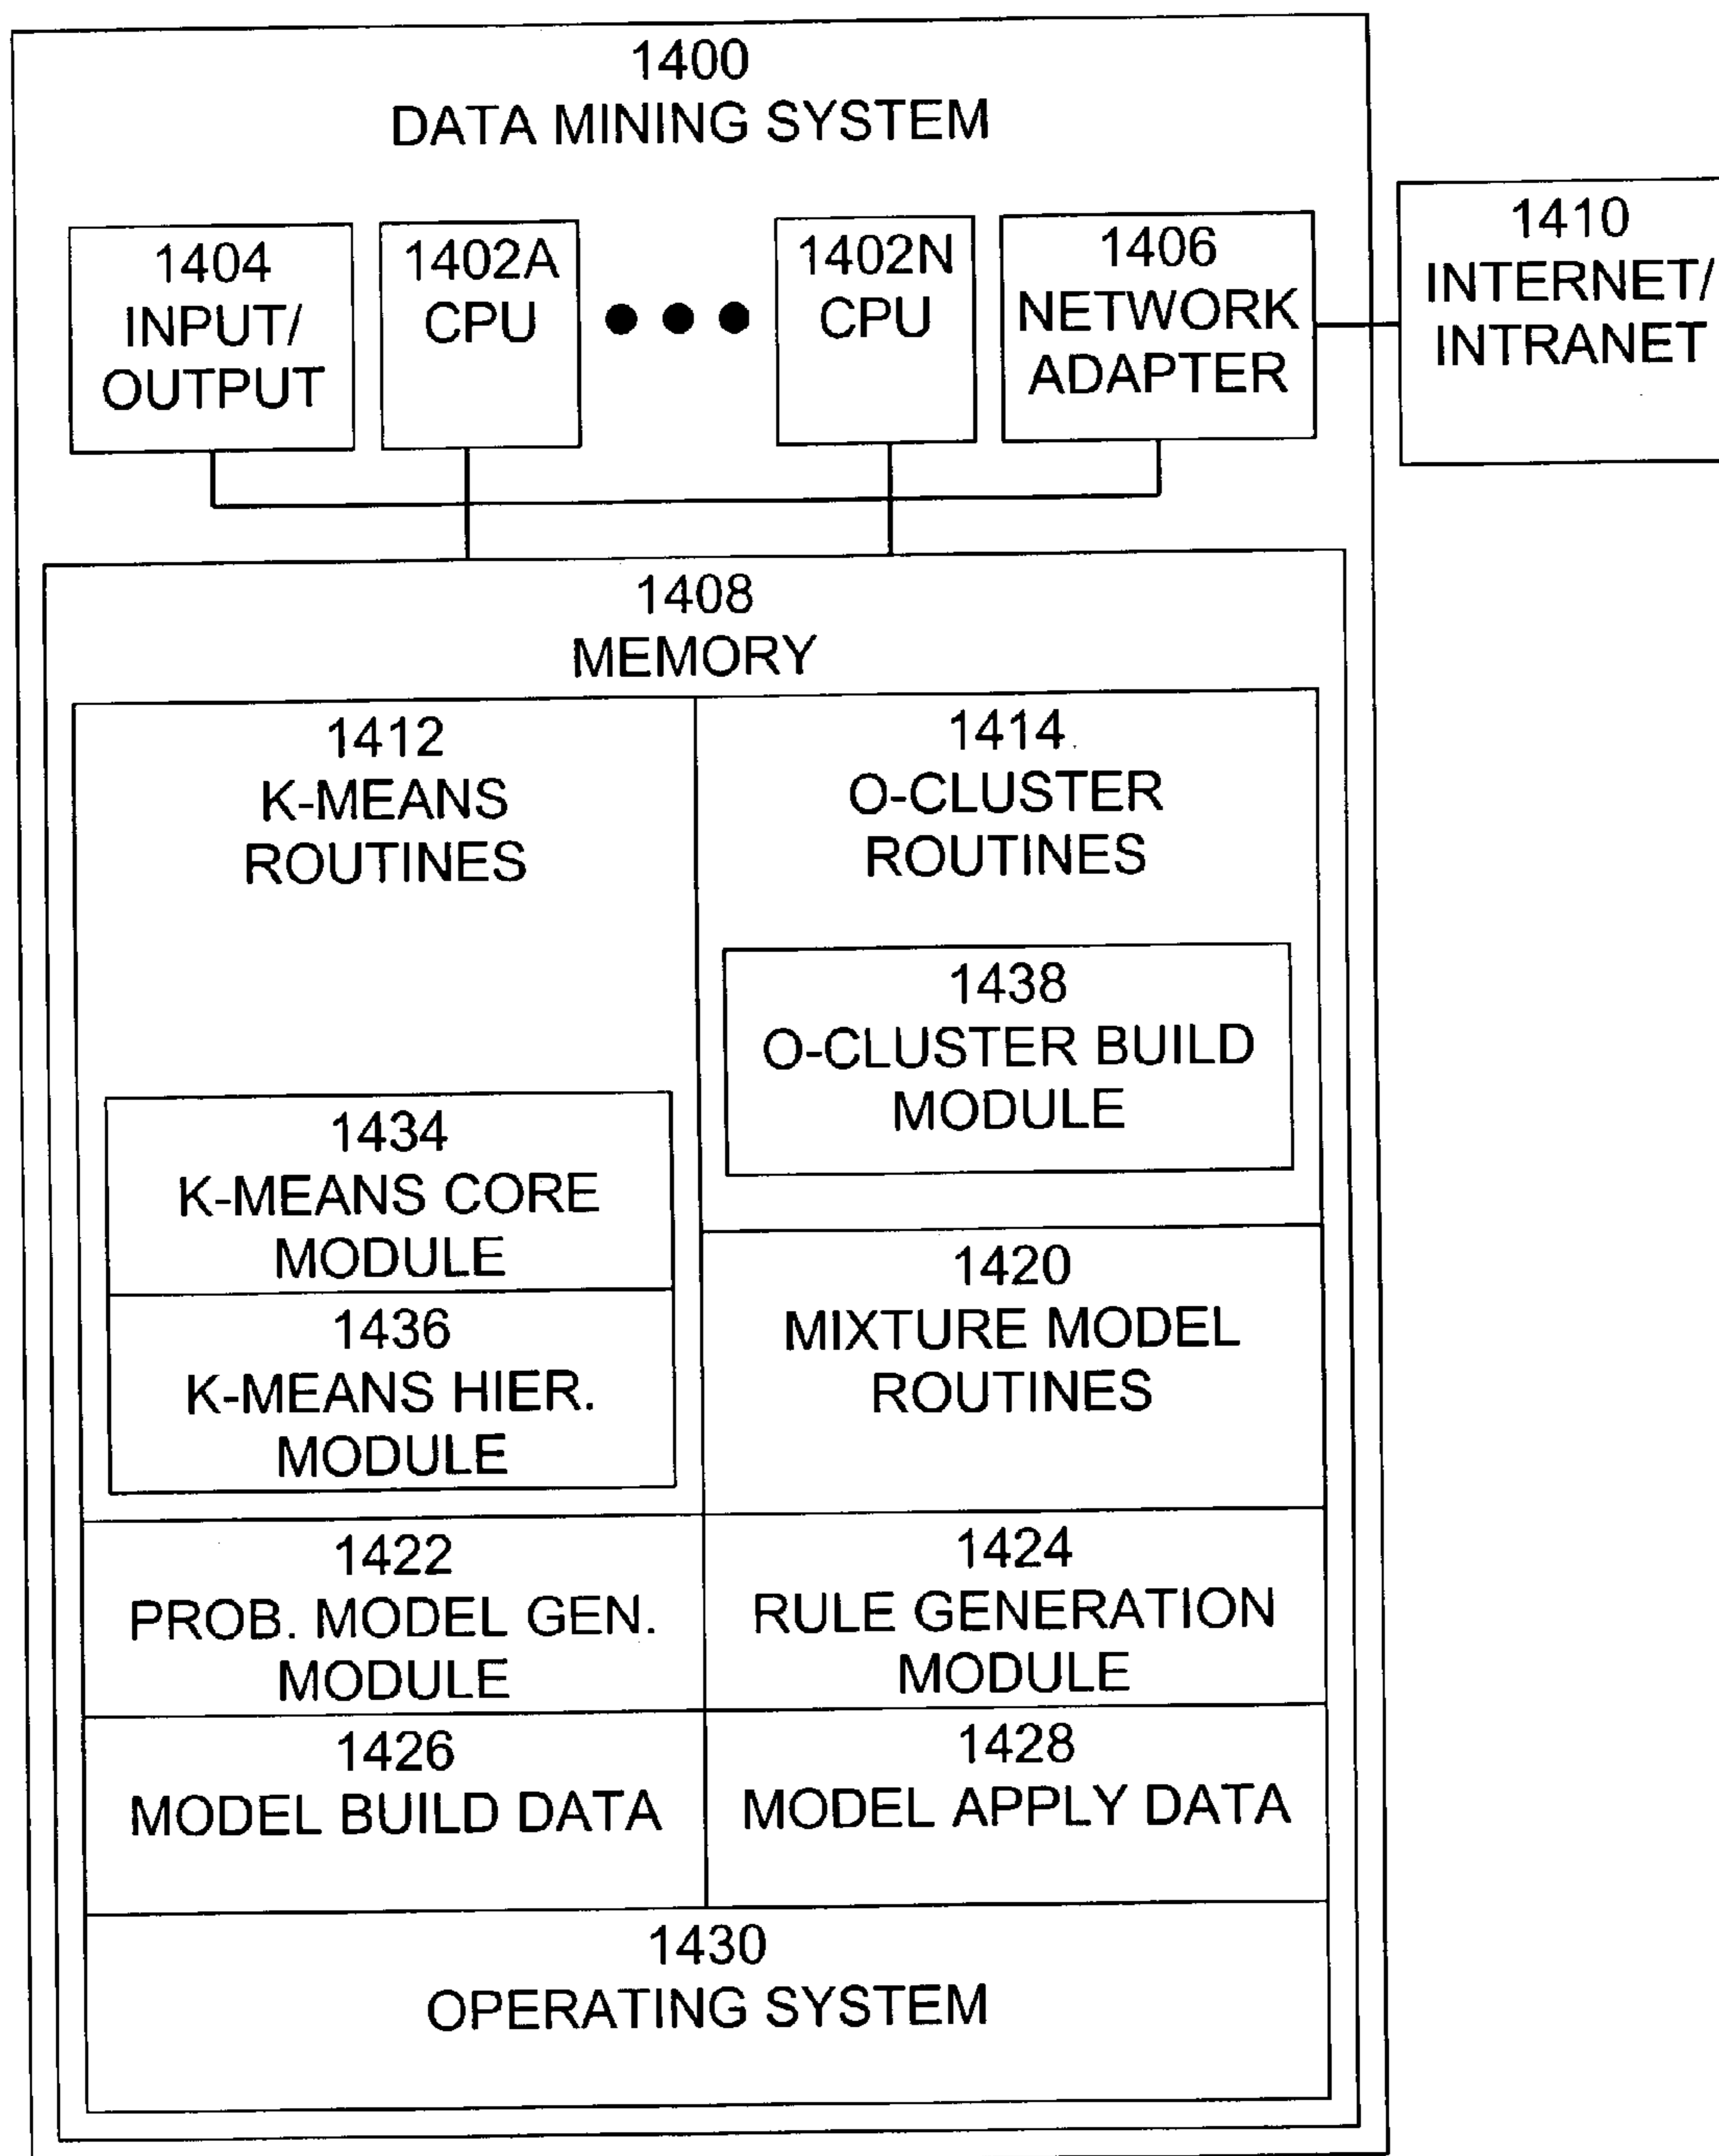 1400
DATA MINING SYSTEM
1404
INPUT/
OUTPUT
1402A
CPU
1402N
CPU
1406
NETWORK
ADAPTER
1410
INTERNET/
INTRANET
1408
MEMORY
1412
K-MEANS
ROUTINES
1434
K-MEANS CORE
MODULE
1436
K-MEANS HIER.
MODULE
1414
O-CLUSTER
ROUTINES
1438
O-CLUSTER BUILD
MODULE
1420
MIXTURE MODEL
ROUTINES
1422
PROB. MODEL GEN.
MODULE
1424
RULE GENERATION
MODULE
1426
MODEL BUILD DATA
1428
MODEL APPLY DATA
1430
OPERATING SYSTEM